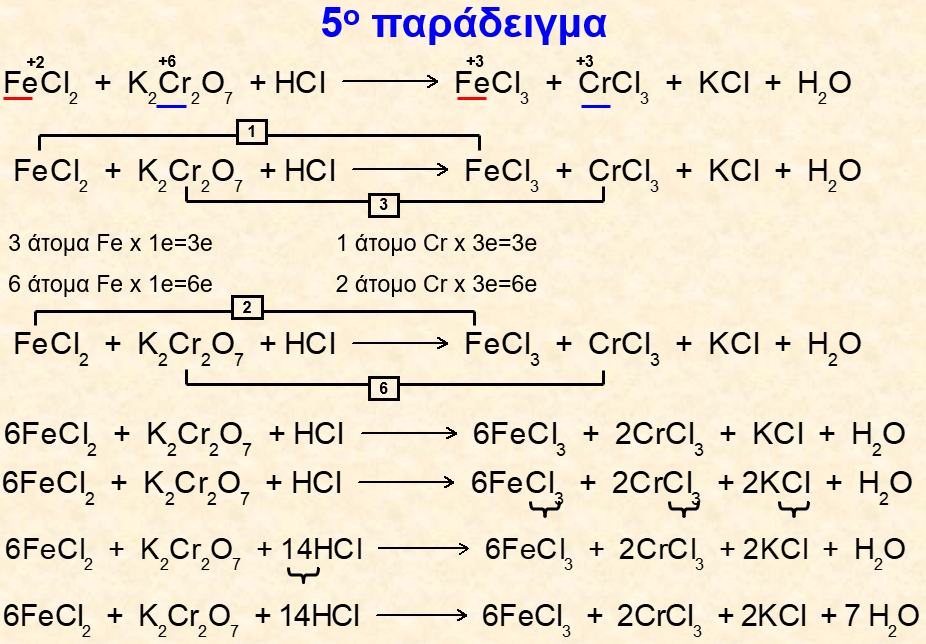 5ο παράδειγμα
+2 +6 +3 +3
FeCl2 + K2Cr2O7 + HCl ⟶ FeCl3 + CrCl3 + KCl + H2O
1
FeCl2 + K2Cr2O7 + HCl ⟶ FeCl3 + CrCl3 + KCl + H2O
3
3 άτομα Fe x 1e=3e 1 άτομο Cr x 3e=3e
6 άτομα Fe x 1e=6e 2 άτομο Cr x 3e=6e
2
FeCl2 + K2Cr2O7 + HCl ⟶ FeCl3 + CrCl3 + KCl + H2O
6
6FeCl2 + K2Cr2O7 + HCl ⟶ 6FeCl3 + 2CrCl3 + KCl + H2O
6FeCl2 + K2Cr2O7 + HCl ⟶ 6FeCl3 + 2CrCl3 + 2KCl + H2O
6FeCl2 + K2Cr2O7 + 14HCl ⟶ 6FeCl3 + 2CrCl3 + 2KCl + H2O
6FeCl2 + K2Cr2O7 + 14HCl ⟶ 6FeCl3 + 2CrCl3 + 2KCl + 7 H2O